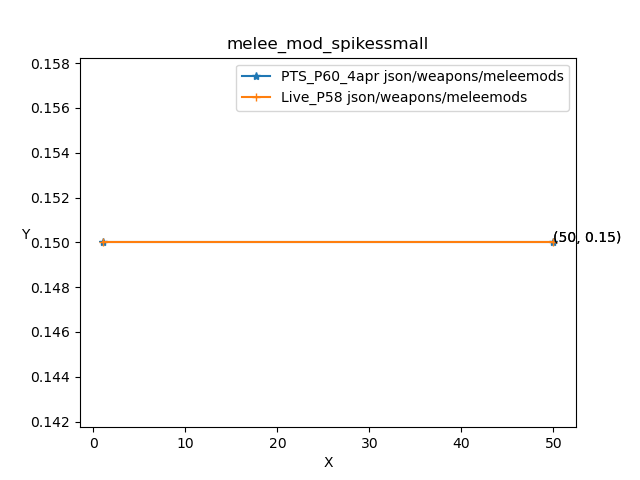 melee_mod_spikessmall
PTS_P60_4apr json/weapons/meleemods
Live_P58 json/weapons/meleemods
0.158
0.156
0.154
0.152
0.150
0.148
0.146
0.144
0.142
Y
(50, 0.15)
0 10 20 30 40 50
X